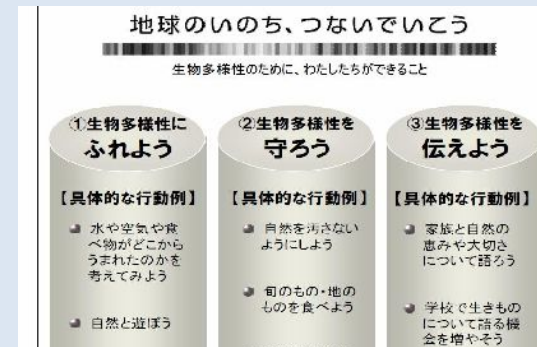 地球のいのち、つないでいこう
生物多様性のために、わたしたちができること
①生物多様性に
ふれよう
【具体的な行動例】
水や空気や食
べ物がどこから
うまれたのかを
考えてみよう
自然と遊ぼう
②生物多様性を
守ろう
【具体的な行動例】
自然を汚さない
ようにしよう
旬のもの・地の
ものを食べよう
③生物多様性を
伝えよう
【具体的な行動例】
家族と自然の
恵みや大切さ
について語ろう
学校で生きもの
について語る機
会を増やそう